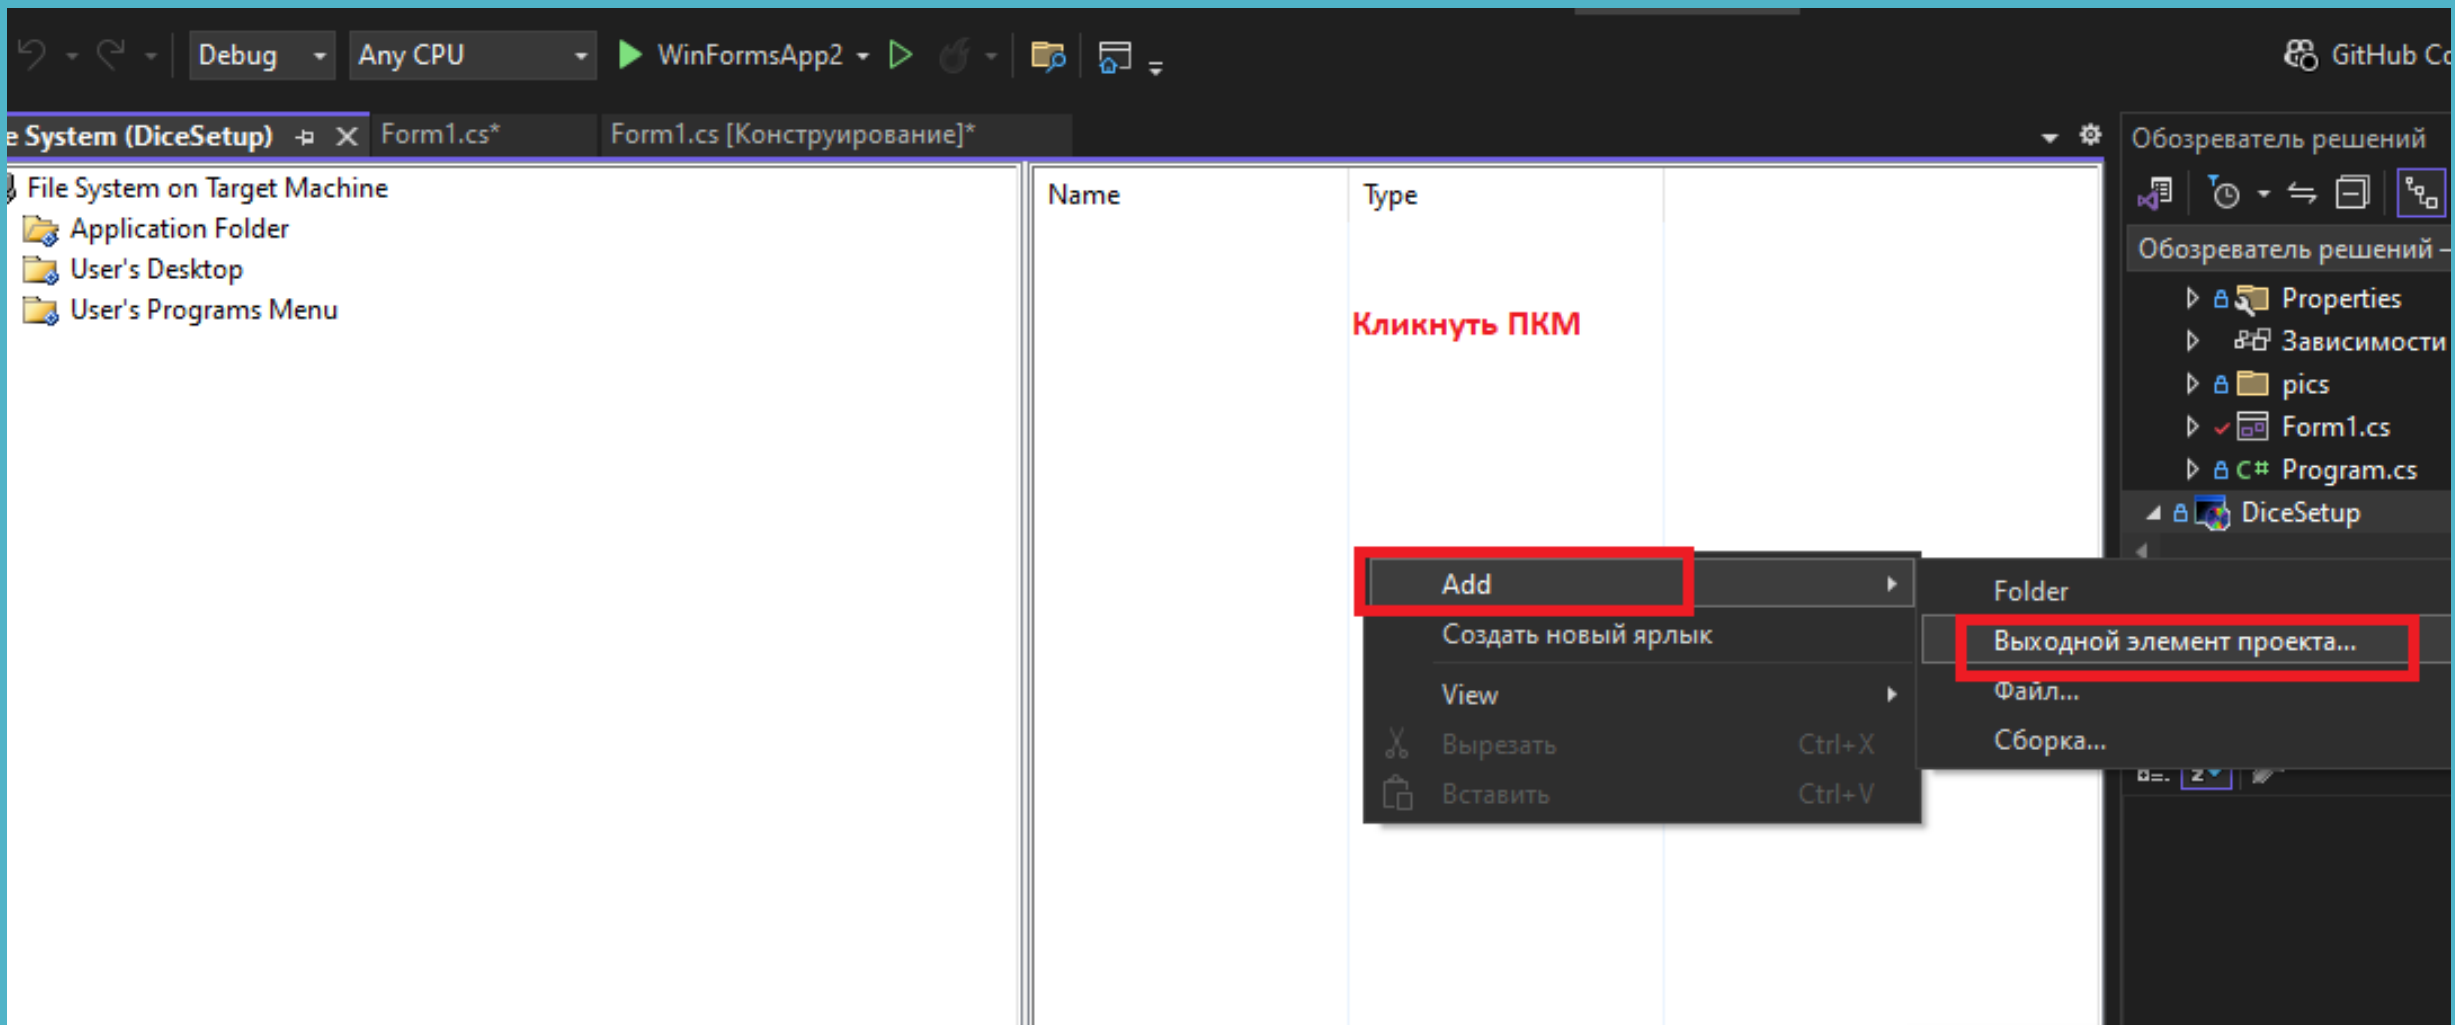 Debug
Any CPU
WinFormsApp2
GitHub Co
e System (DiceSetup)
Form1.cs*
Form1.cs [Конструирование]*
Обозреватель решений
File System on Target Machine
Application Folder
User's Desktop
User's Programs Menu
Name
Type
Кликнуть ПКМ
Обозреватель решений –
Properties
Зависимости
pics
Form1.cs
C# Program.cs
DiceSetup
Add
Создать новый ярлык
View
Вырезать Ctrl+X
Вставить Ctrl+V
Folder
Выходной элемент проекта...
Файл...
Сборка...